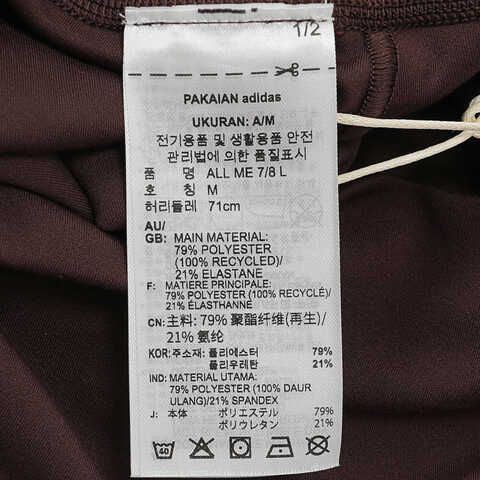 1/2
PAKAIAN adidas
UKURAN: A/M
전기용품 및 생활용품 안전
관리법에 의한 품질표시
품 명 ALL ME 7/8 L
호 칭 M
허리둘레 71cm
AU/
GB: MAIN MATERIAL:
79% POLYESTER
(100% RECYCLED)/
21% ELASTANE
F: MATIERE PRINCIPALE:
79% POLYESTER (100% RECYCLÉ)/
21% ÉLASTHANNE
CN: 主料: 79% 聚酯纤维(再生)/
21% 氨纶
KOR: 주소재: 폴리에스터 79%
폴리우레탄 21%
IND: MATERIAL UTAMA:
79% POLYESTER (100% DAUR
ULANG)/21% SPANDEX
J: 本体 ポリエステル 79%
ポリウレタン 21%
40